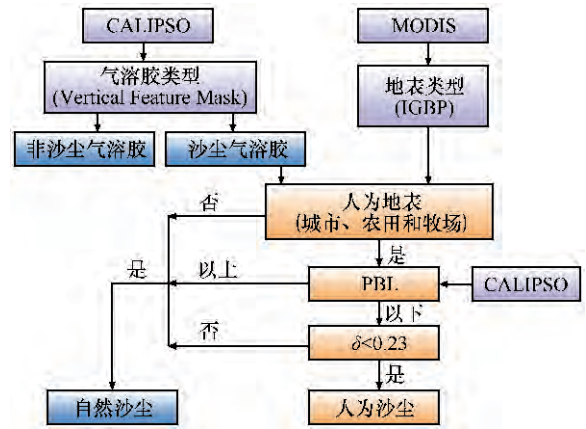 CALIPSO
MODIS
气溶胶类型
(Vertical Feature Mask)
地表类型
(IGBP)
非沙尘气溶胶
沙尘气溶胶
人为地表
(城市、农田和牧场)
否
是
是
以上
PBL
CALIPSO
以下
否
δ<0.23
是
自然沙尘
人为沙尘